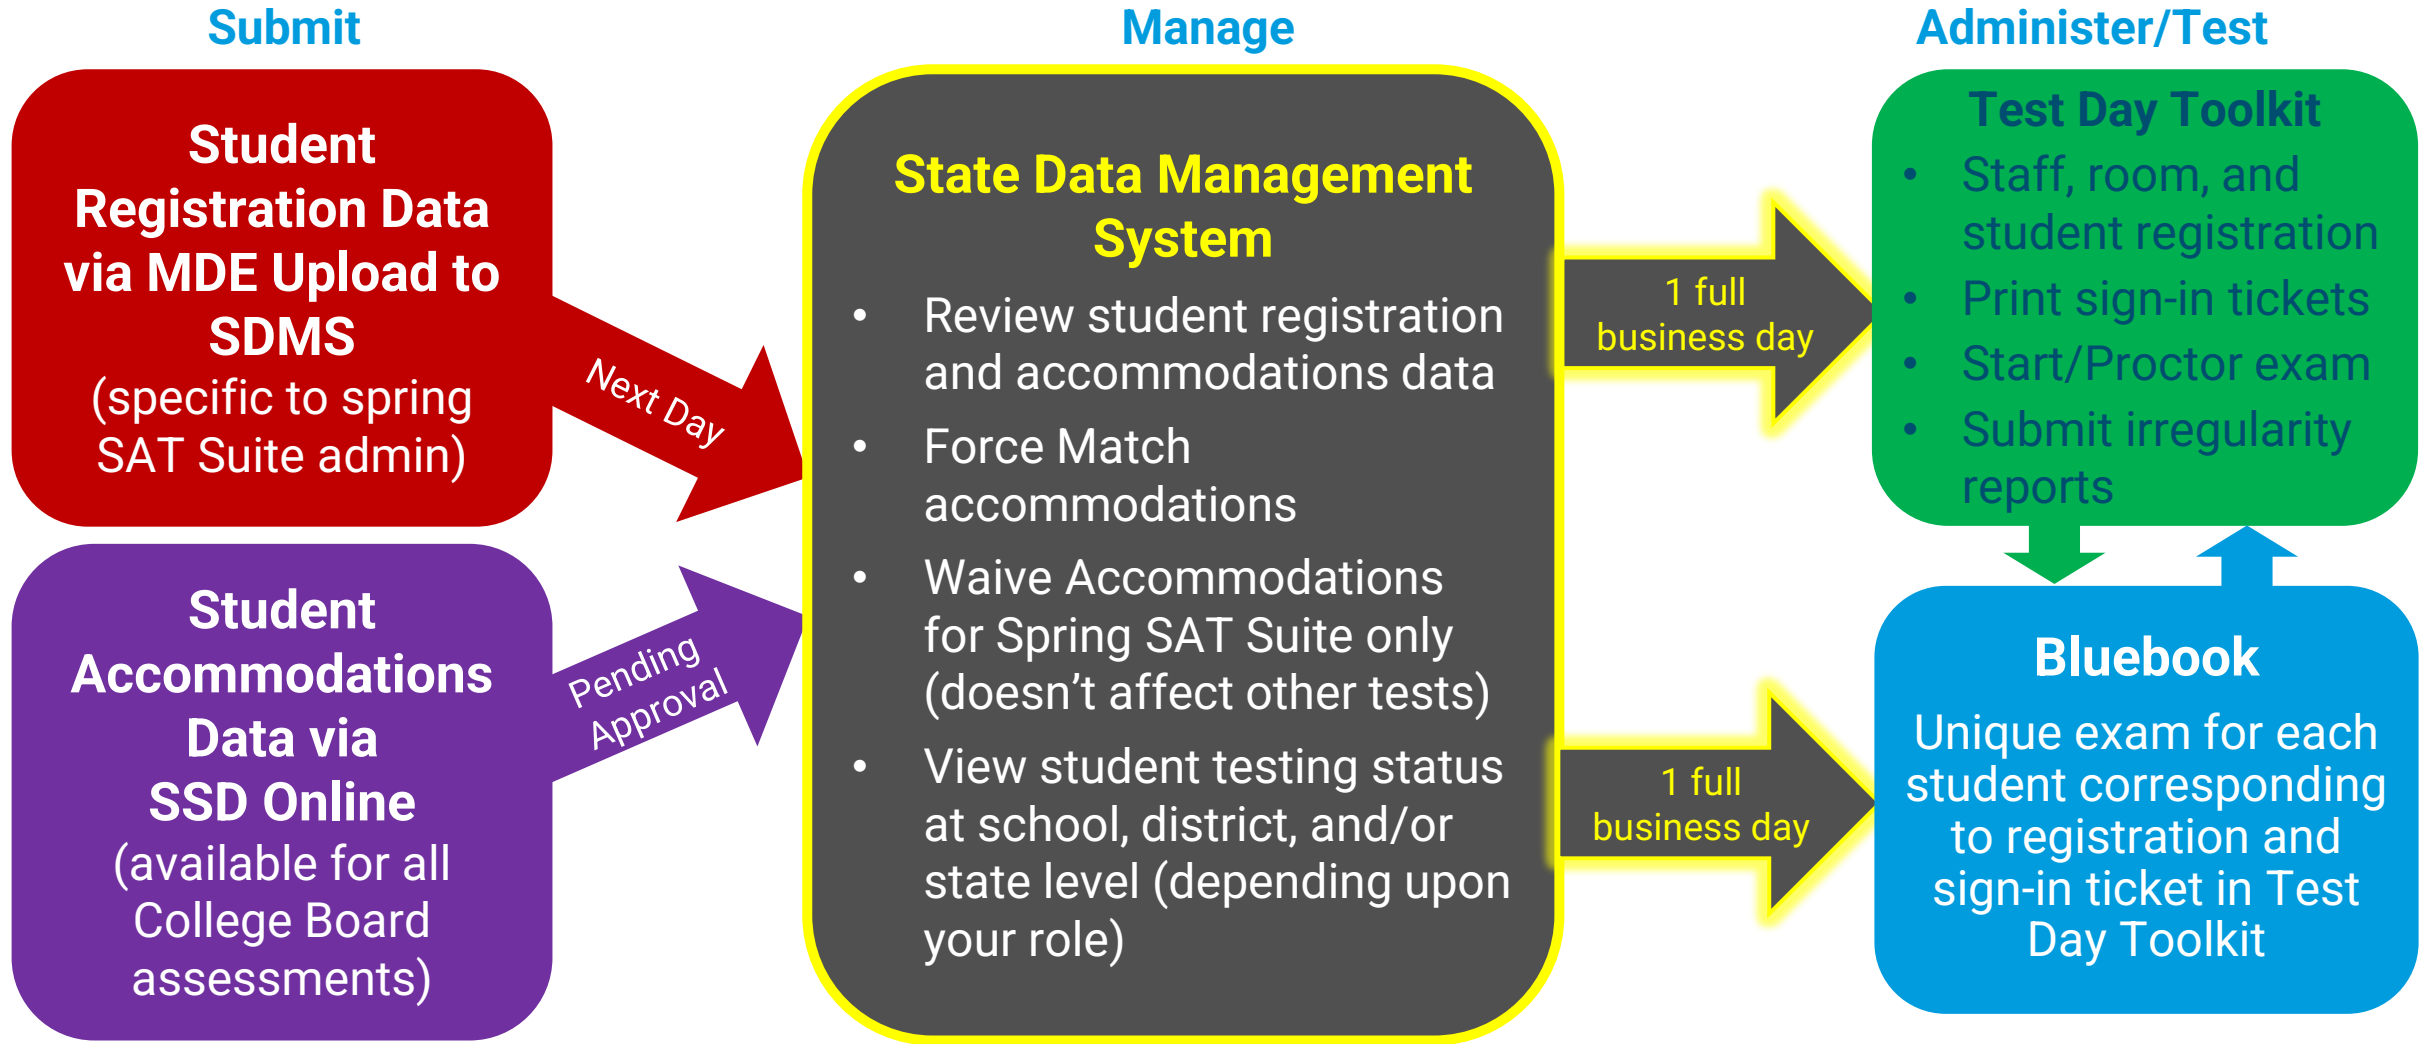 Submit
Student
Registration Data
via MDE Upload to
SDMS
(specific to spring
SAT Suite admin)
Next Day
Student
Accommodations
Data via
SSD Online
(available for all
College Board
assessments)
Pending
Approval
Manage
State Data Management
System
• Review student registration
and accommodations data
• Force Match
accommodations
• Waive Accommodations
for Spring SAT Suite only
(doesn’t affect other tests)
• View student testing status
at school, district, and/or
state level (depending upon
your role)
1 full
business day
1 full
business day
Administer/Test
Test Day Toolkit
• Staff, room, and
student registration
• Print sign-in tickets
• Start/Proctor exam
• Submit irregularity
reports
Bluebook
Unique exam for each
student corresponding
to registration and
sign-in ticket in Test
Day Toolkit